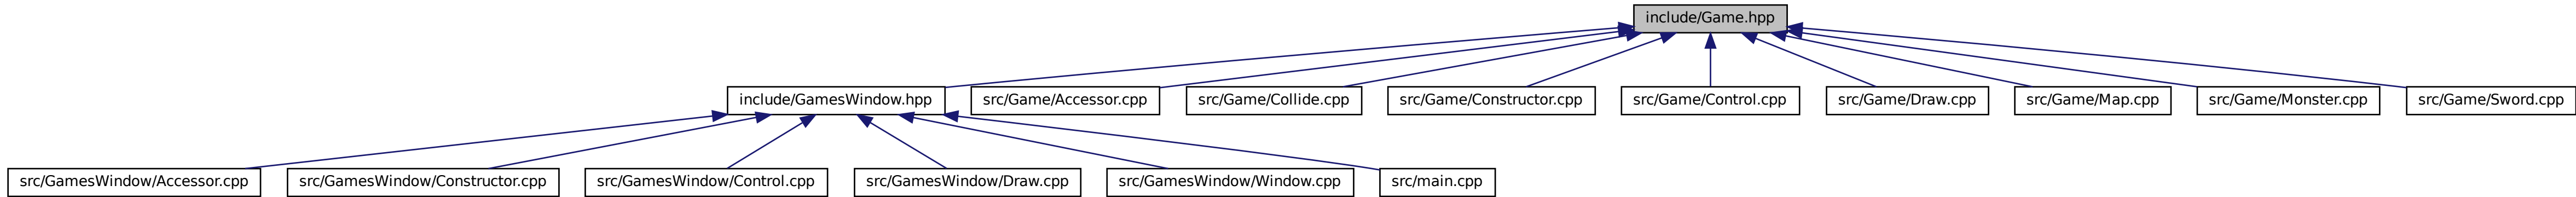 include/Game.hpp
include/GamesWindow.hpp
src/Game/Accessor.cpp
src/Game/Collide.cpp
src/Game/Constructor.cpp
src/Game/Control.cpp
src/Game/Draw.cpp
src/Game/Map.cpp
src/Game/Monster.cpp
src/Game/Sword.cpp
src/GamesWindow/Accessor.cpp
src/GamesWindow/Constructor.cpp
src/GamesWindow/Control.cpp
src/GamesWindow/Draw.cpp
src/GamesWindow/Window.cpp
src/main.cpp